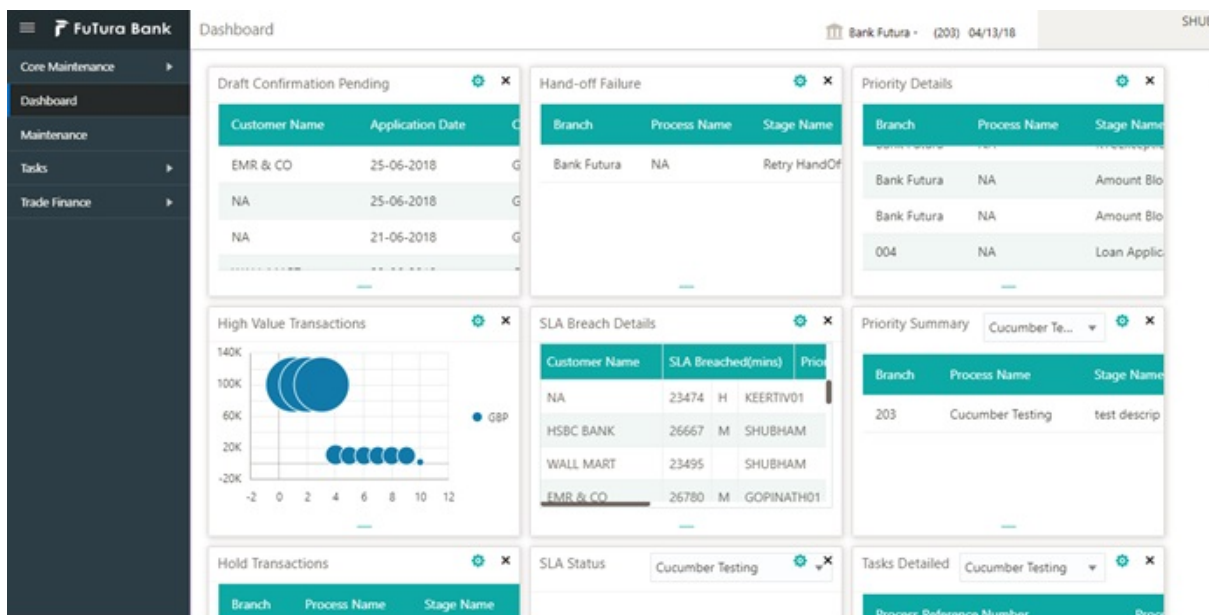 FuTura Bank
Dashboard
Bank Futura - (203) 04/13/18
SHUB
Core Maintenance
Dashboard
Maintenance
Tasks
Trade Finance
Draft Confirmation Pending
Customer Name Application Date C
EMR & CO 25-06-2018 G
NA 25-06-2018 G
NA 21-06-2018 G
Hand-off Failure
Branch Process Name Stage Name
Bank Futura NA Retry HandOf
Priority Details
Branch Process Name Stage Name
Bank Futura NA Amount Blo
Bank Futura NA Amount Blo
004 NA Loan Applic
High Value Transactions
140K
100K
60K
20K
-20K
-2 0 2 4 6 8 10 12
GBP
SLA Breach Details
Customer Name SLA Breached(mins) Prior
NA 23474 H KEERTIV01
HSBC BANK 26667 M SHUBHAM
WALL MART 23495 SHUBHAM
EMR & CO 26780 M GOPINATH01
Priority Summary Cucumber Te...
Branch Process Name Stage Name
203 Cucumber Testing test descrip
Hold Transactions
Branch Process Name Stage Name
SLA Status Cucumber Testing
Tasks Detailed Cucumber Testing
Process Reference Number Proce